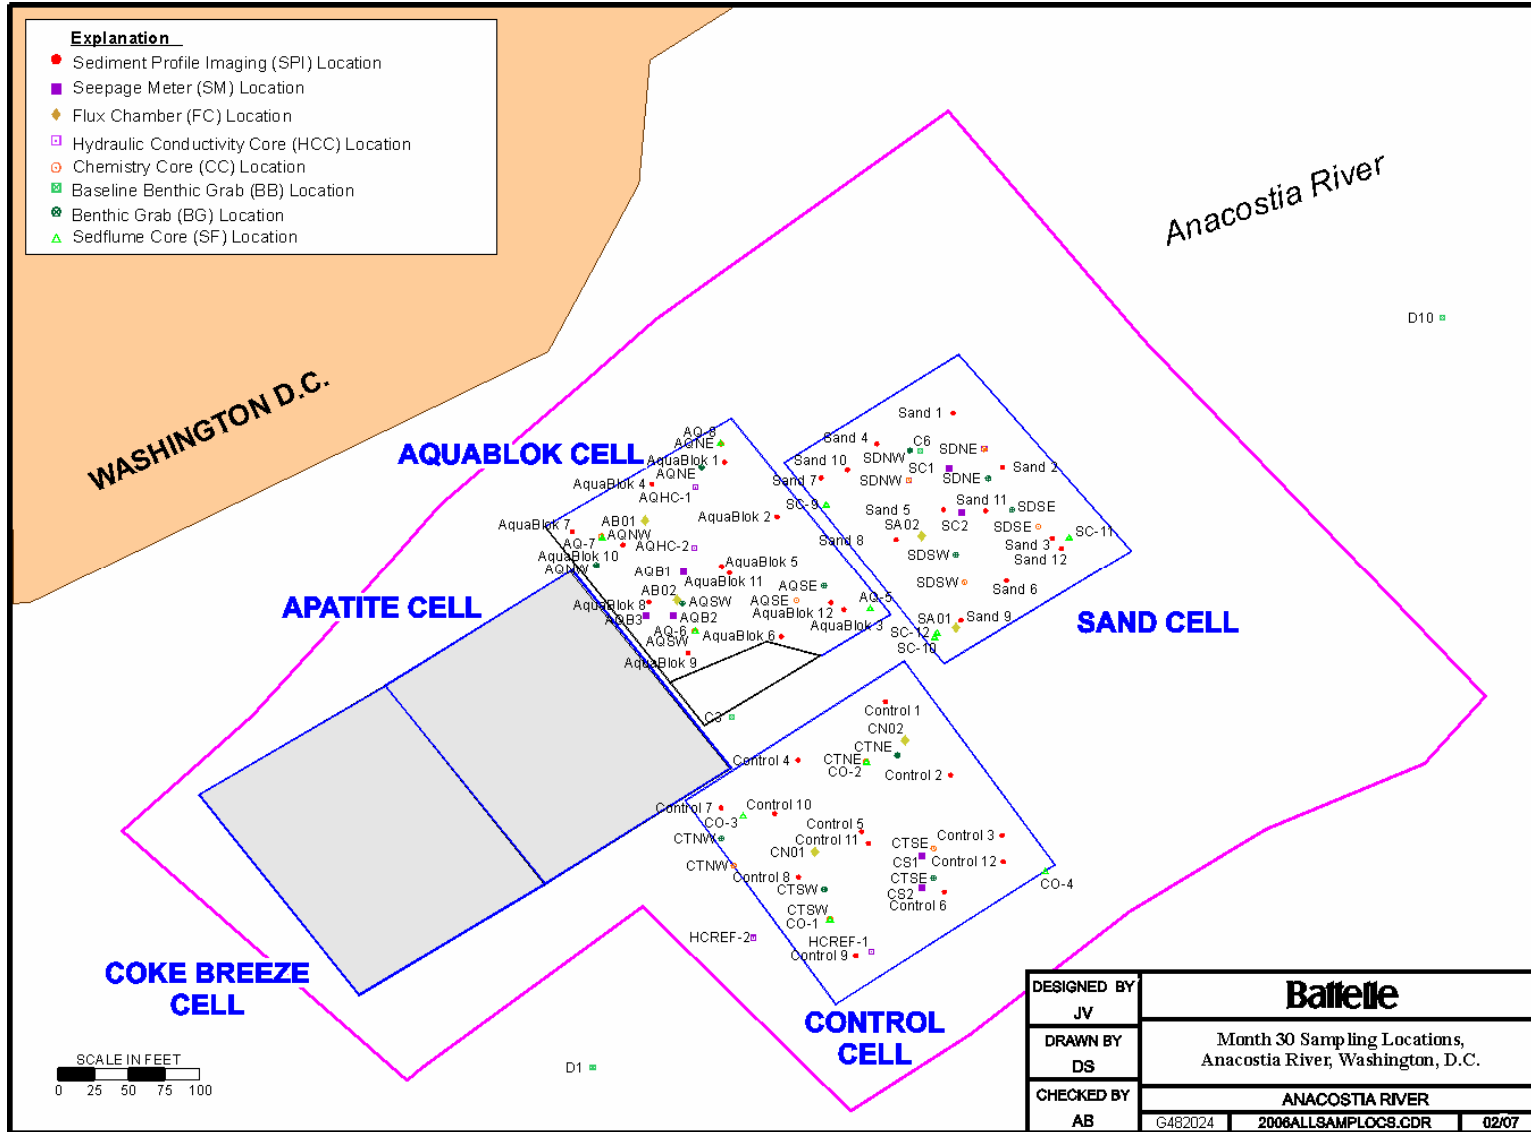 Explanation
Sediment Profile Imaging (SPI) Location
Seepage Meter (SM) Location
Flux Chamber (FC) Location
Hydraulic Conductivity Core (HCC) Location
Chemistry Core (CC) Location
Baseline Benthic Grab (BB) Location
Benthic Grab (BG) Location
Sedflume Core (SF) Location
Anacostia River
WASHINGTON D.C.
D10
AQUABLOK CELL
AQ-8
AQNE
AquaBlok 1
AQNE
AquaBlok 4
AQHC-1
AquaBlok 2
AB01
AquaBlok 7
AQNW
AQ-7
AQHC-2
AquaBlok 10
AQNW
AquaBlok 5
AQB1
AquaBlok 11
AB02
AQSE
AquaBlok 8
AQSW
AQSE
AQ-5
AquaBlok 12
AQB3
AQB2
AquaBlok 3
AQ-6
AquaBlok 6
AQSW
AquaBlok 9
Sand 1
Sand 4
C6
SDNW
SDNE
Sand 10
SC1
Sand 2
Sand 7
SDNW
SDNE
SC-9
Sand 5
Sand 11
SDSE
SC2
SA02
SDSE
SC-11
Sand 8
Sand 3
SDSW
Sand 12
SDSW
Sand 6
SA01
Sand 9
SC-12
SC-10
SAND CELL
APATITE CELL
C3
Control 1
CN02
CTNE
Control 4
CTNE
CO-2
Control 2
Control 7
Control 10
CO-3
Control 5
Control 3
CTNW
Control 11
CTSE
CN01
CS1
Control 12
CTNW
Control 8
CTSE
CO-4
CTSW
CS2
Control 6
CTSW
CO-1
HCREF-2
HCREF-1
Control 9
COKE BREEZE
CELL
CONTROL
CELL
D1
SCALE IN FEET
0 25 50 75 100
DESIGNED BY
JV
DRAWN BY
DS
CHECKED BY
AB
Battelle
Month 30 Sampling Locations,
Anacostia River, Washington, D.C.
ANACOSTIA RIVER
G482024 2006ALLSAMPLOCS.CDR 02/07